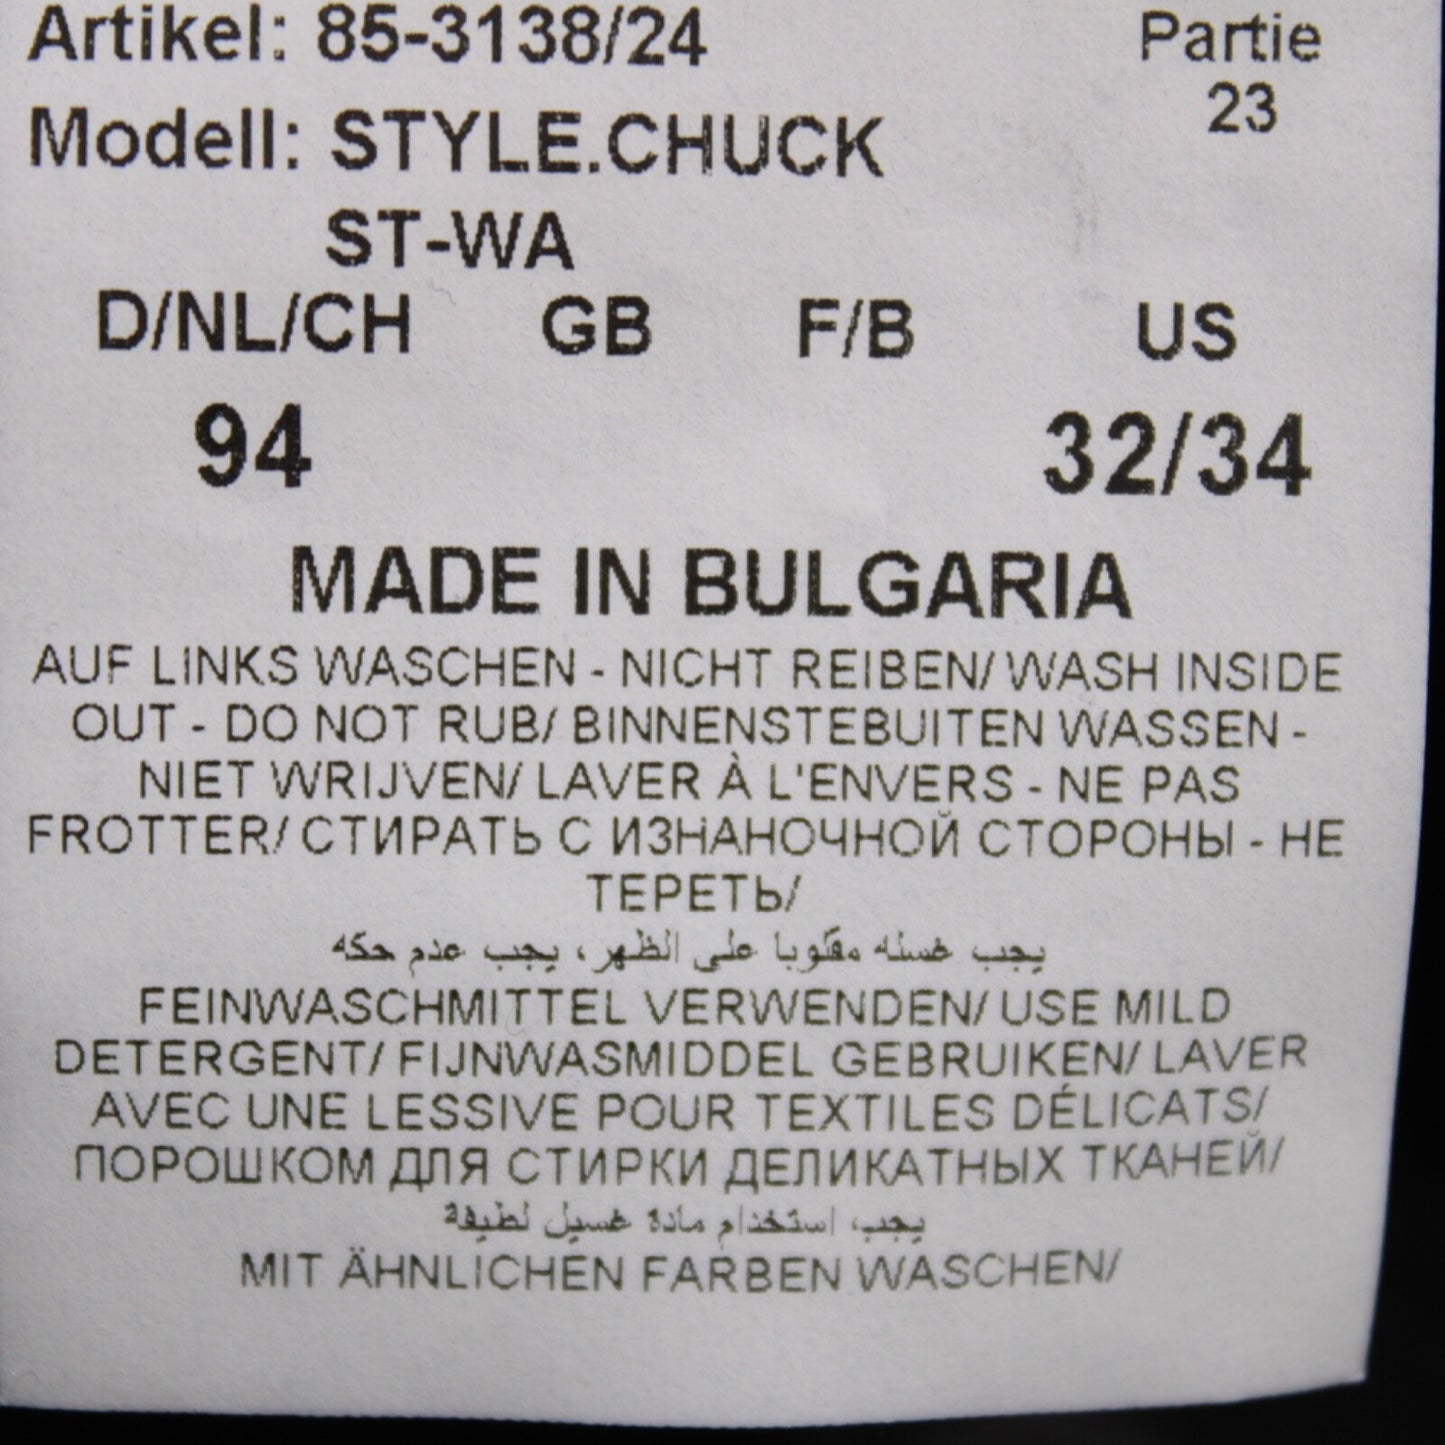 Artikel: 85-3138/24 Partie
23
Modell: STYLE.CHUCK
ST-WA
D/NL/CH GB F/B US
94 32/34
MADE IN BULGARIA
AUF LINKS WASCHEN - NICHT REIBEN/ WASH INSIDE
OUT - DO NOT RUB/ BINNENSTEBUITEN WASSEN -
NIET WRIJVEN/ LAVER À L'ENVERS - NE PAS
FROTTER/ СТИРАТЬ С ИЗНАНОЧНОЙ СТОРОНЫ - НЕ
ТЕРЕТЬ/
يجب غسله مقلوبا على الظهر، يجب عدم حكه
FEINWASCHMITTEL VERWENDEN/ USE MILD
DETERGENT/ FIJNWASMIDDEL GEBRUIKEN/ LAVER
AVEC UNE LESSIVE POUR TEXTILES DÉLICATS/
ПОРОШКОМ ДЛЯ СТИРКИ ДЕЛИКАТНЫХ ТКАНЕЙ/
يجب استخدام مادة غسيل لطيفة
MIT ÄHNLICHEN FARBEN WASCHEN/